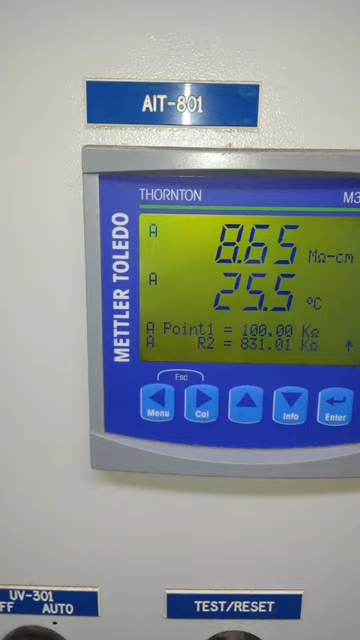 AIT-801
THORNTON M3
METTLER TOLEDO
A 8.65 MΩ-cm
A 25.5 °C
A Point1 = 100.00 KΩ
A R2 = 831.01 KΩ ↑
Esc
Menu Cal Info Enter
UV-301
FF AUTO
TEST/RESET